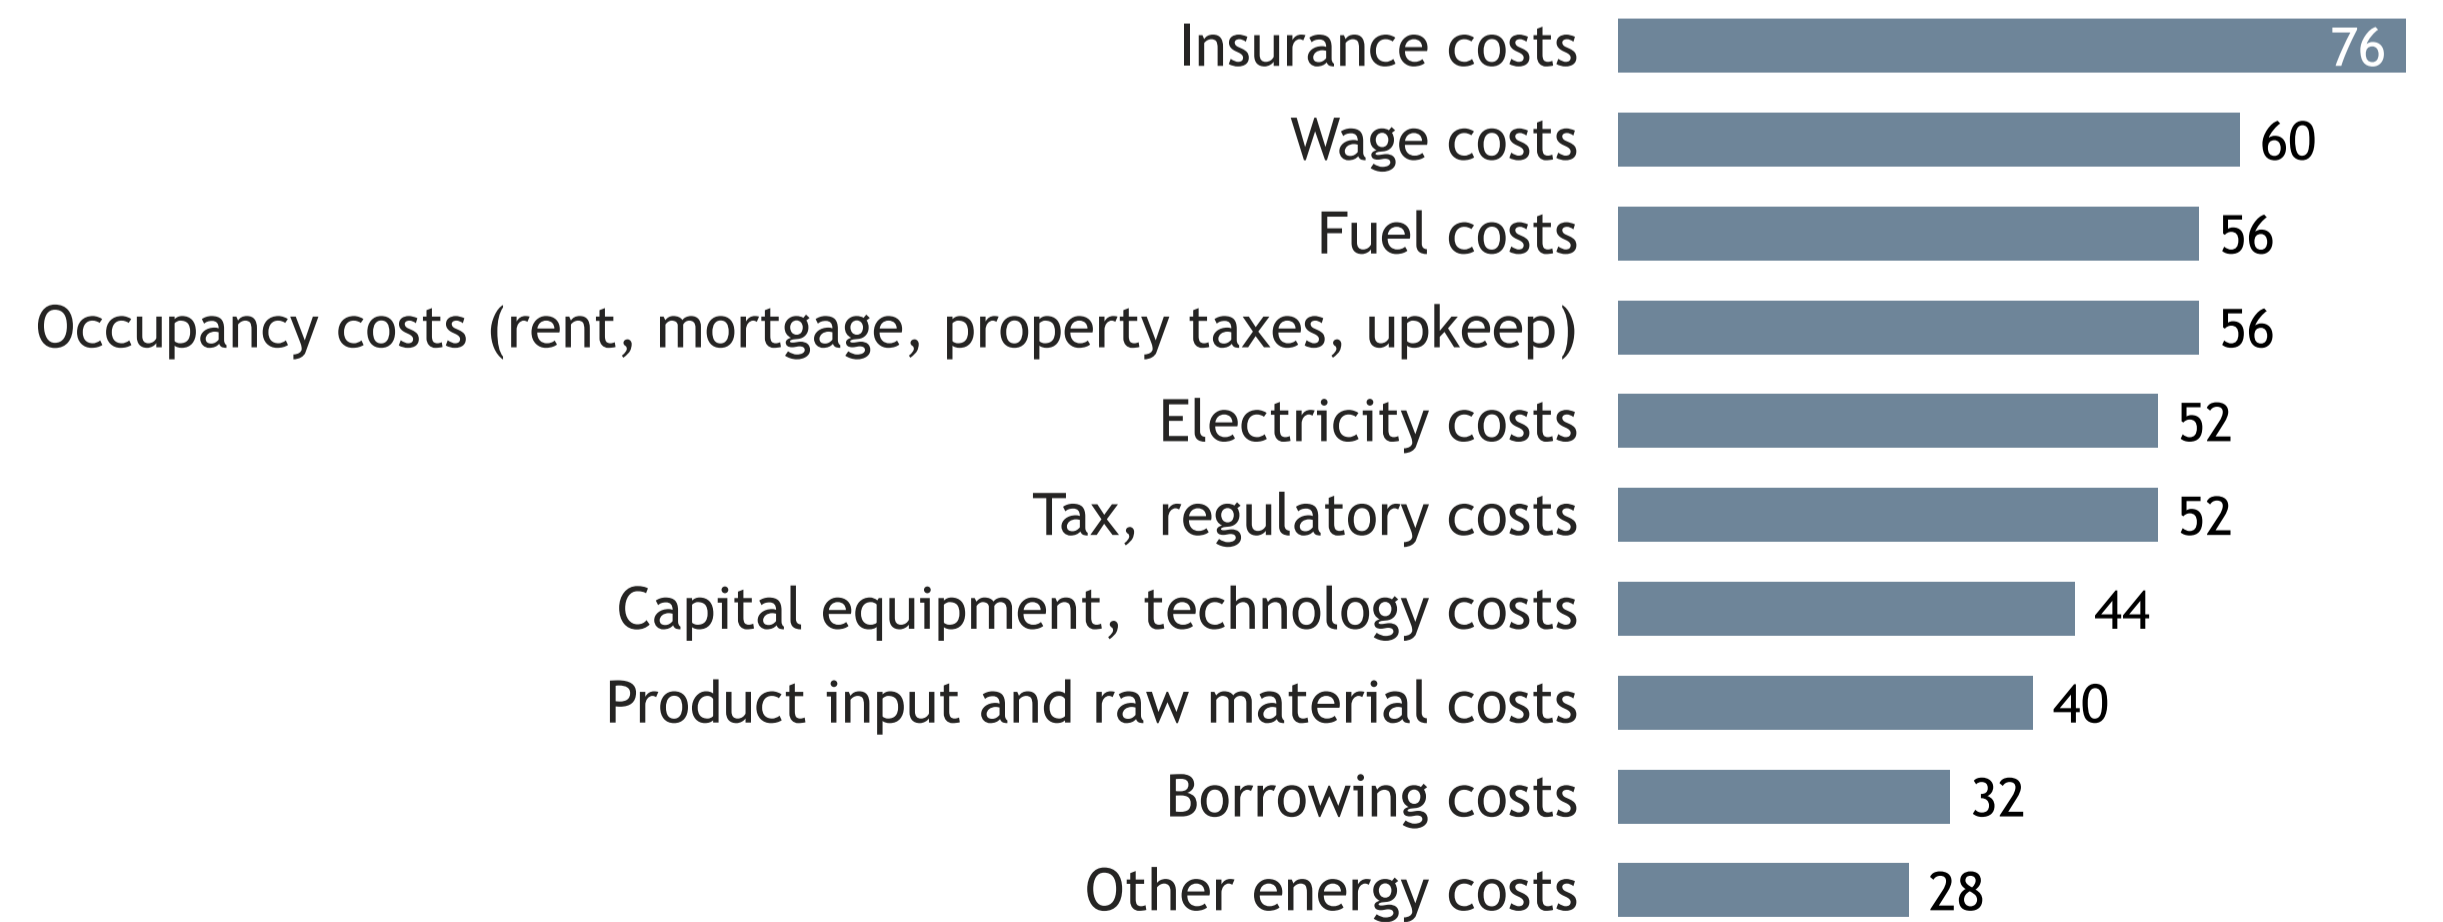 Insurance costs 76
Wage costs 60
Fuel costs 56
Occupancy costs (rent, mortgage, property taxes, upkeep) 56
Electricity costs 52
Tax, regulatory costs 52
Capital equipment, technology costs 44
Product input and raw material costs 40
Borrowing costs 32
Other energy costs 28